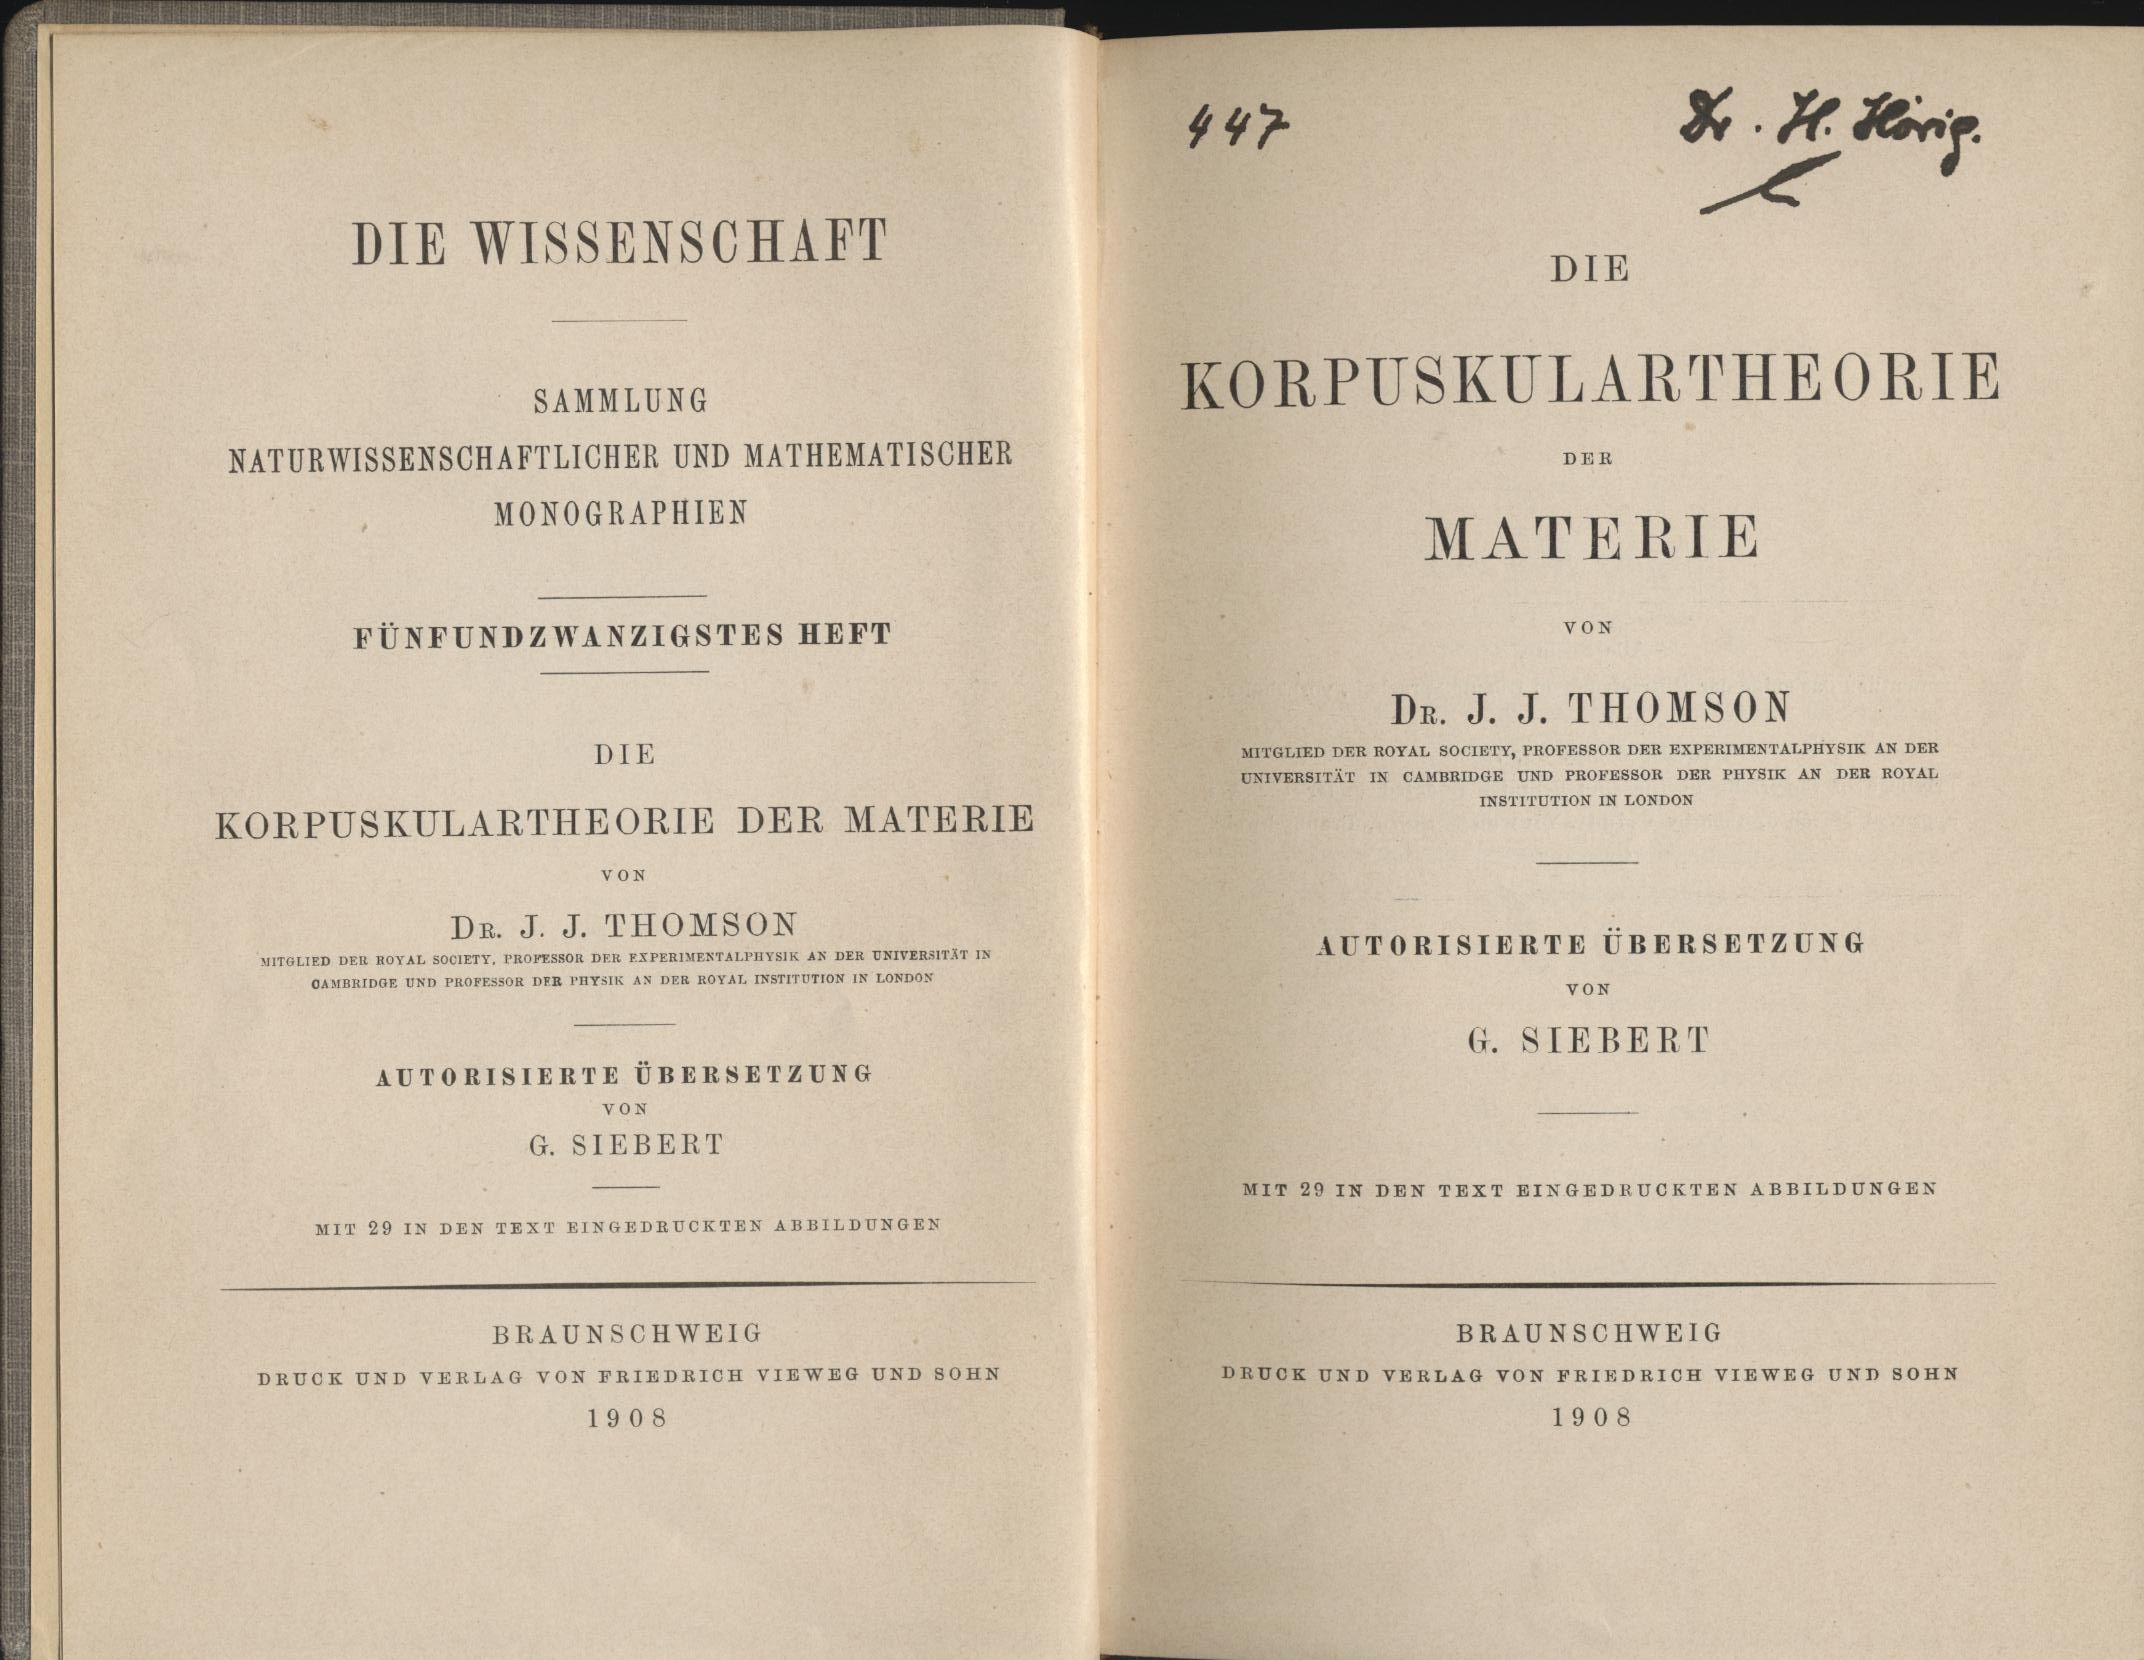 DIE WISSENSCHAFT
SAMMLUNG
NATURWISSENSCHAFTLICHER UND MATHEMATISCHER
MONOGRAPHIEN
FÜNFUNDZWANZIGSTES HEFT
DIE
KORPUSKULARTHEORIE DER MATERIE
VON
DR. J. J. THOMSON
MITGLIED DER ROYAL SOCIETY, PROFESSOR DER EXPERIMENTALPHYSIK AN DER UNIVERSITÄT IN
CAMBRIDGE UND PROFESSOR DER PHYSIK AN DER ROYAL INSTITUTION IN LONDON
AUTORISIERTE ÜBERSETZUNG
VON
G. SIEBERT
MIT 29 IN DEN TEXT EINGEDRUCKTEN ABBILDUNGEN
BRAUNSCHWEIG
DRUCK UND VERLAG VON FRIEDRICH VIEWEG UND SOHN
1908
447
Dr. H. Hörig.
DIE
KORPUSKULARTHEORIE
DER
MATERIE
VON
DR. J. J. THOMSON
MITGLIED DER ROYAL SOCIETY, PROFESSOR DER EXPERIMENTALPHYSIK AN DER
UNIVERSITÄT IN CAMBRIDGE UND PROFESSOR DER PHYSIK AN DER ROYAL
INSTITUTION IN LONDON
AUTORISIERTE ÜBERSETZUNG
VON
G. SIEBERT
MIT 29 IN DEN TEXT EINGEDRUCKTEN ABBILDUNGEN
BRAUNSCHWEIG
DRUCK UND VERLAG VON FRIEDRICH VIEWEG UND SOHN
1908